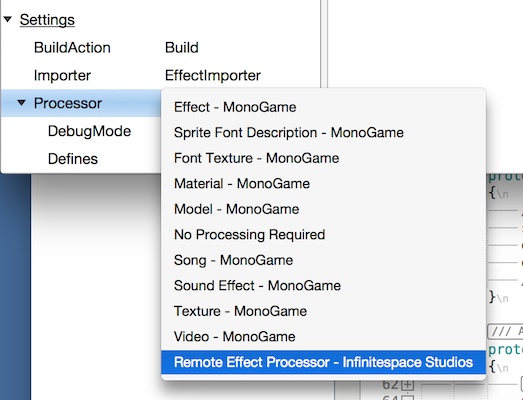 Settings
BuildAction Build
Importer EffectImporter
Processor
DebugMode
Defines
Effect - MonoGame
Sprite Font Description - MonoGame
Font Texture - MonoGame
Material - MonoGame
Model - MonoGame
No Processing Required
Song - MonoGame
Sound Effect - MonoGame
Texture - MonoGame
Video - MonoGame
Remote Effect Processor - Infinitespace Studios
prote
{\n
}\n
/// A
prote
{\n
62
64